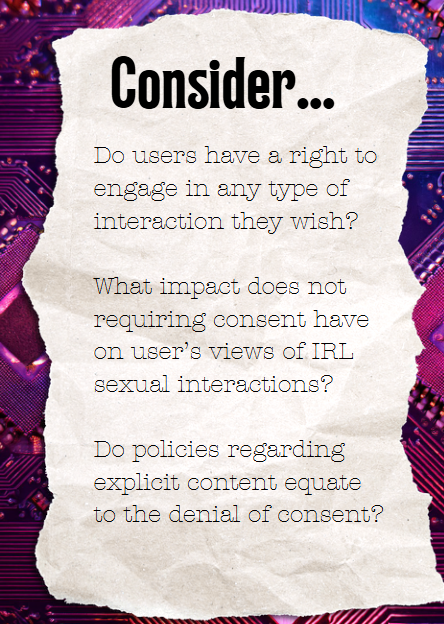 Consider...
Do users have a right to
engage in any type of
interaction they wish?
What impact does not
requiring consent have
on user's views of IRL
sexual interactions?
Do policies regarding
explicit content equate
to the denial of consent?